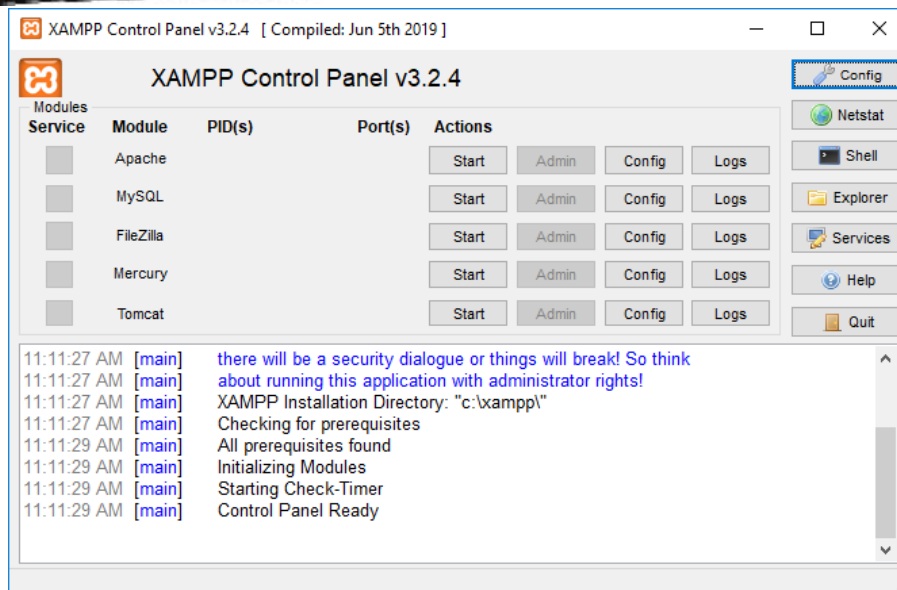 XAMPP Control Panel v3.2.4 [ Compiled: Jun 5th 2019 ]
XAMPP Control Panel v3.2.4
Config
Modules
Service Module PID(s) Port(s) Actions
Netstat
Apache Start Admin Config Logs
Shell
MySQL Start Admin Config Logs
Explorer
FileZilla Start Admin Config Logs
Services
Mercury Start Admin Config Logs
Help
Tomcat Start Admin Config Logs
Quit
11:11:27 AM [main] there will be a security dialogue or things will break! So think
11:11:27 AM [main] about running this application with administrator rights!
11:11:27 AM [main] XAMPP Installation Directory: "c:\xampp\"
11:11:27 AM [main] Checking for prerequisites
11:11:29 AM [main] All prerequisites found
11:11:29 AM [main] Initializing Modules
11:11:29 AM [main] Starting Check-Timer
11:11:29 AM [main] Control Panel Ready